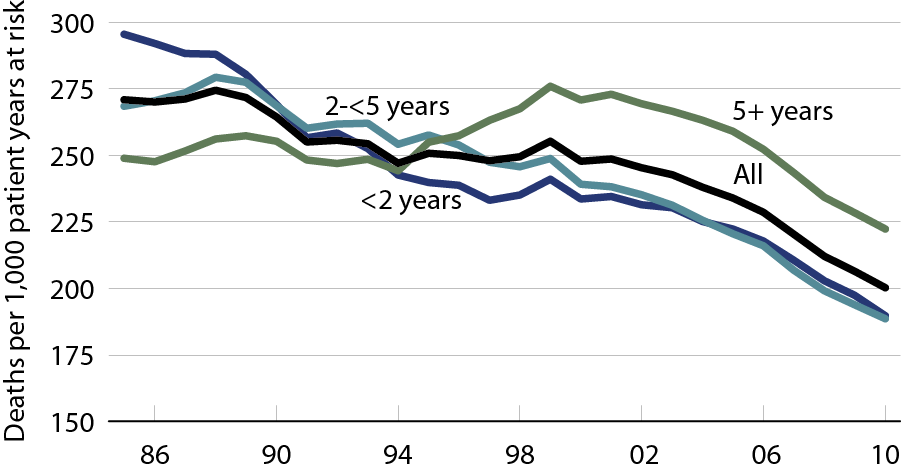 Deaths per 1,000 patient years at risk
300
275
250
225
200
175
150
2-<5 years
5+ years
All
<2 years
86 90 94 98 02 06 10